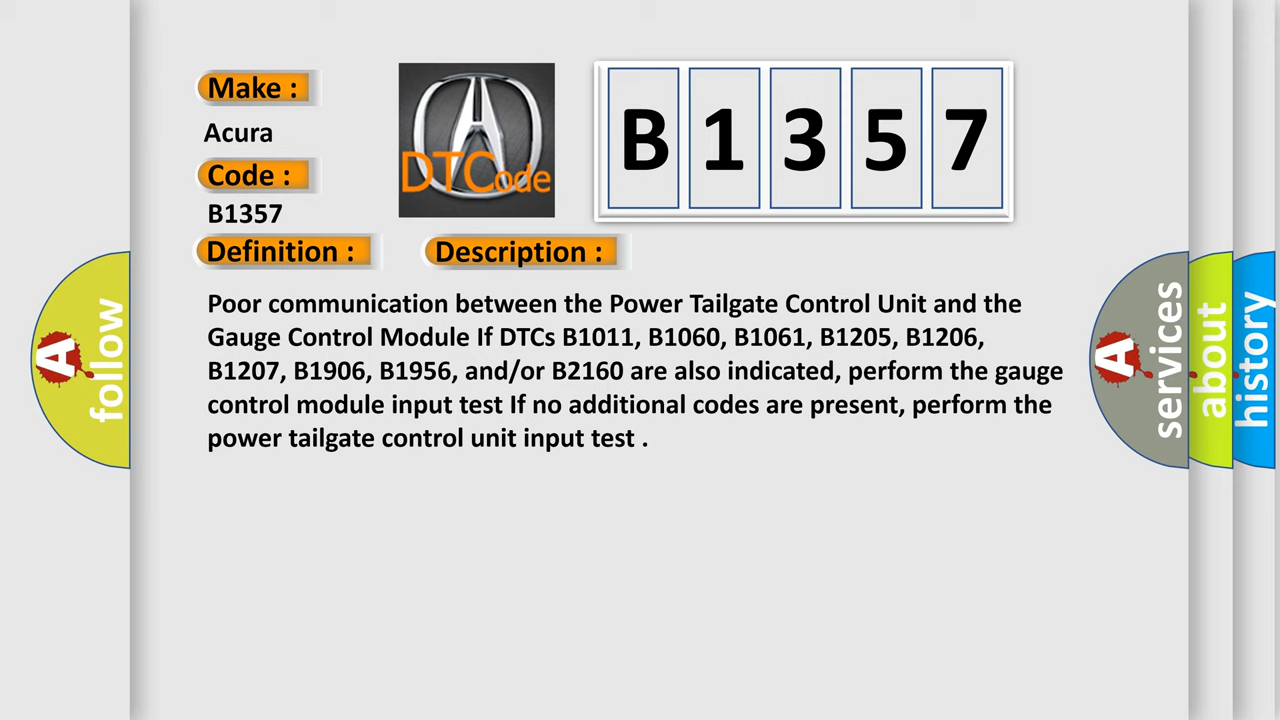 Make :
Acura
Code :
B1357
Definition :
Description :
DTCode
B 1 3 5 7
Poor communication between the Power Tailgate Control Unit and the
Gauge Control Module If DTCs B1011, B1060, B1061, B1205, B1206,
B1207, B1906, B1956, and/or B2160 are also indicated, perform the gauge
control module input test If no additional codes are present, perform the
power tailgate control unit input test .
A follow
A services
about
history